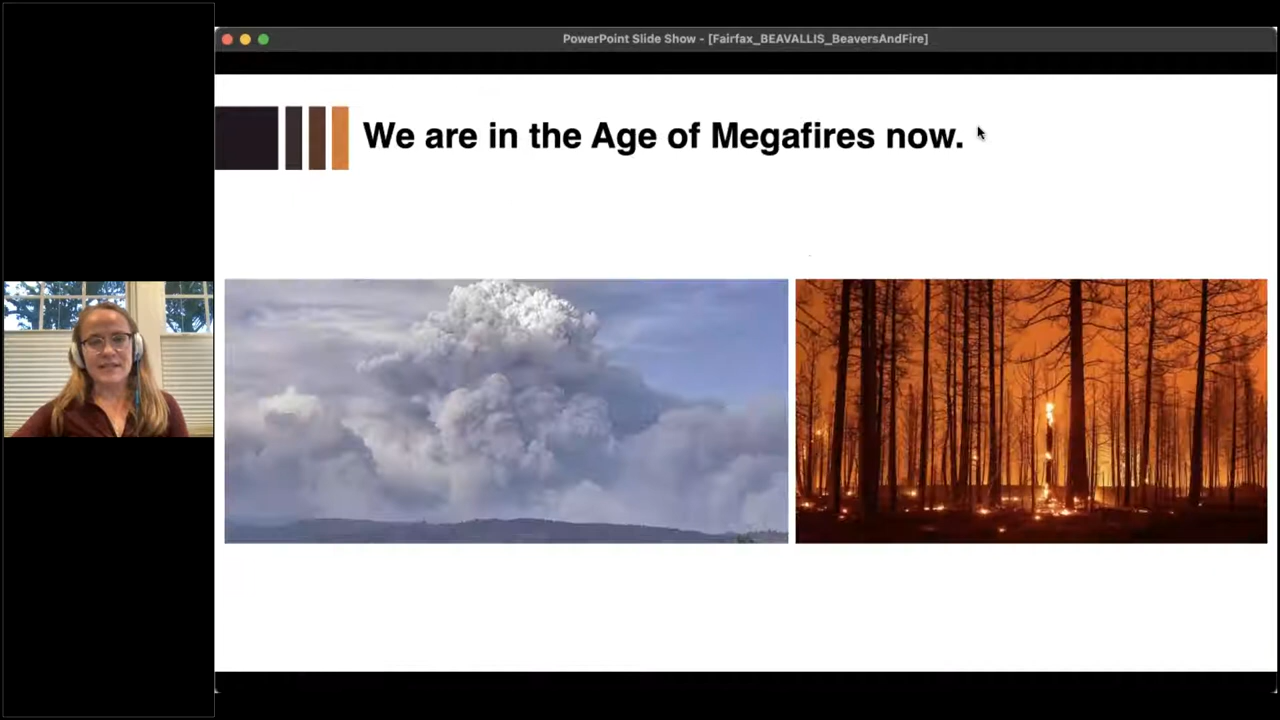 PowerPoint Slide Show - [Fairfax_BEAVALLIS_BeaversAndFire]
We are in the Age of Megafires now.